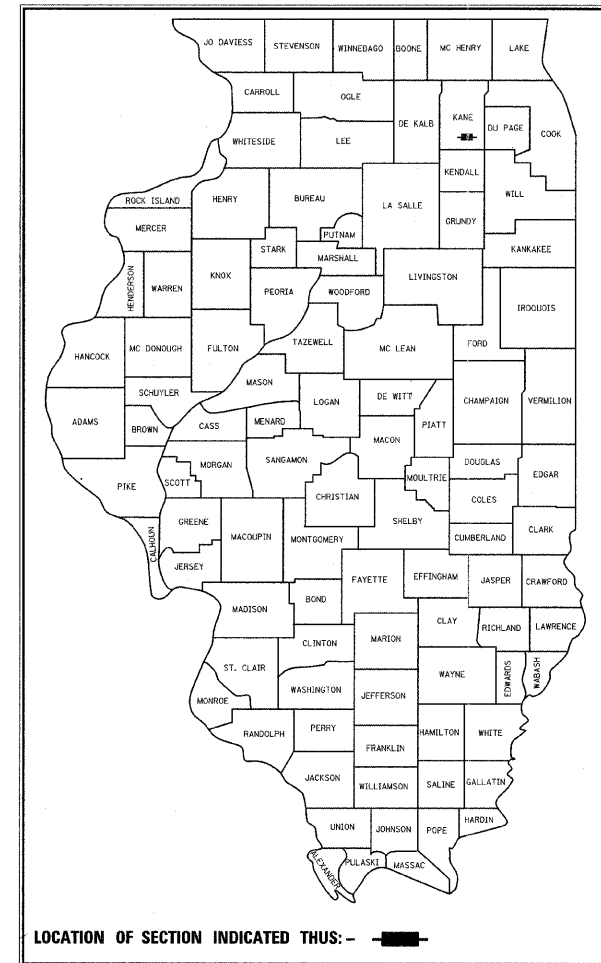 JO DAVIESS
STEVENSON
WINNEBAGO
BOONE
MC HENRY
LAKE
CARROLL
OGLE
DE KALB
KANE
DU PAGE
COOK
WHITESIDE
LEE
KENDALL
WILL
ROCK ISLAND
HENRY
BUREAU
LA SALLE
GRUNDY
MERCER
PUTNAM
STARK
MARSHALL
KANKAKEE
HENDERSON
WARREN
KNOX
PEORIA
WOODFORD
LIVINGSTON
IROQUOIS
HANCOCK
MC DONOUGH
FULTON
TAZEWELL
MC LEAN
FORD
MASON
SCHUYLER
LOGAN
DE WITT
CHAMPAIGN
VERMILION
ADAMS
BROWN
CASS
MENARD
PIATT
MACON
SANGAMON
MORGAN
DOUGLAS
EDGAR
PIKE
SCOTT
CHRISTIAN
MOULTRIE
COLES
GREENE
MACOUPIN
MONTGOMERY
SHELBY
CUMBERLAND
CLARK
CALHOUN
JERSEY
FAYETTE
EFFINGHAM
JASPER
CRAWFORD
MADISON
BOND
CLAY
RICHLAND
LAWRENCE
CLINTON
MARION
ST. CLAIR
WAYNE
EDWARDS
WABASH
WASHINGTON
JEFFERSON
MONROE
RANDOLPH
PERRY
HAMILTON
WHITE
FRANKLIN
JACKSON
WILLIAMSON
SALINE
GALLATIN
UNION
JOHNSON
POPE
HARDIN
ALEXANDER
PULASKI
MASSAC
LOCATION OF SECTION INDICATED THUS: -